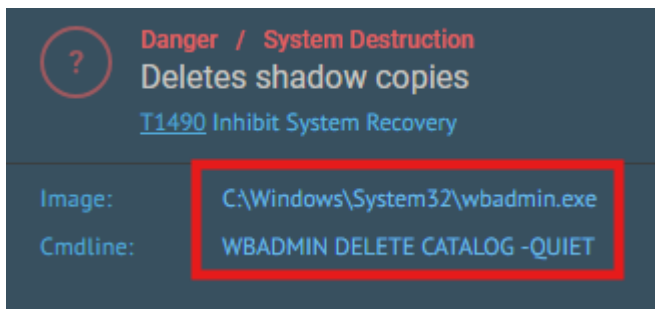 ?
Danger / System Destruction
Deletes shadow copies
T1490 Inhibit System Recovery
Image: C:\Windows\System32\wbadmin.exe
Cmdline: WBADMIN DELETE CATALOG -QUIET